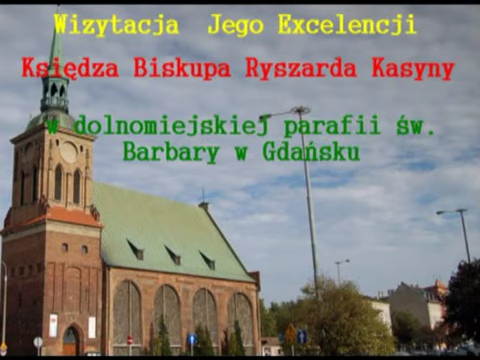 Wizytacja Jego Excelencji
Księdza Biskupa Ryszarda Kasyny
w dolnomiejskiej parafii św.
Barbary w Gdańsku